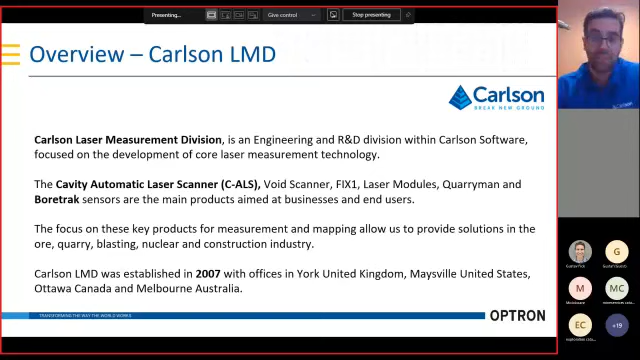 Presenting...
Give control
Stop presenting
Overview – Carlson LMD
Carlson
BREAK NEW GROUND
Carlson Laser Measurement Division, is an Engineering and R&D division within Carlson Software,
focused on the development of core laser measurement technology.
The Cavity Automatic Laser Scanner (C-ALS), Void Scanner, FIX1, Laser Modules, Quarryman and
Boretrak sensors are the main products aimed at businesses and end users.
The focus on these key products for measurement and mapping allow us to provide solutions in the
ore, quarry, blasting, nuclear and construction industry.
Carlson LMD was established in 2007 with offices in York United Kingdom, Maysville United States,
Ottawa Canada and Melbourne Australia.
TRANSFORMING THE WAY THE WORLD WORKS
OPTRON
G
M
MC
EC
+19